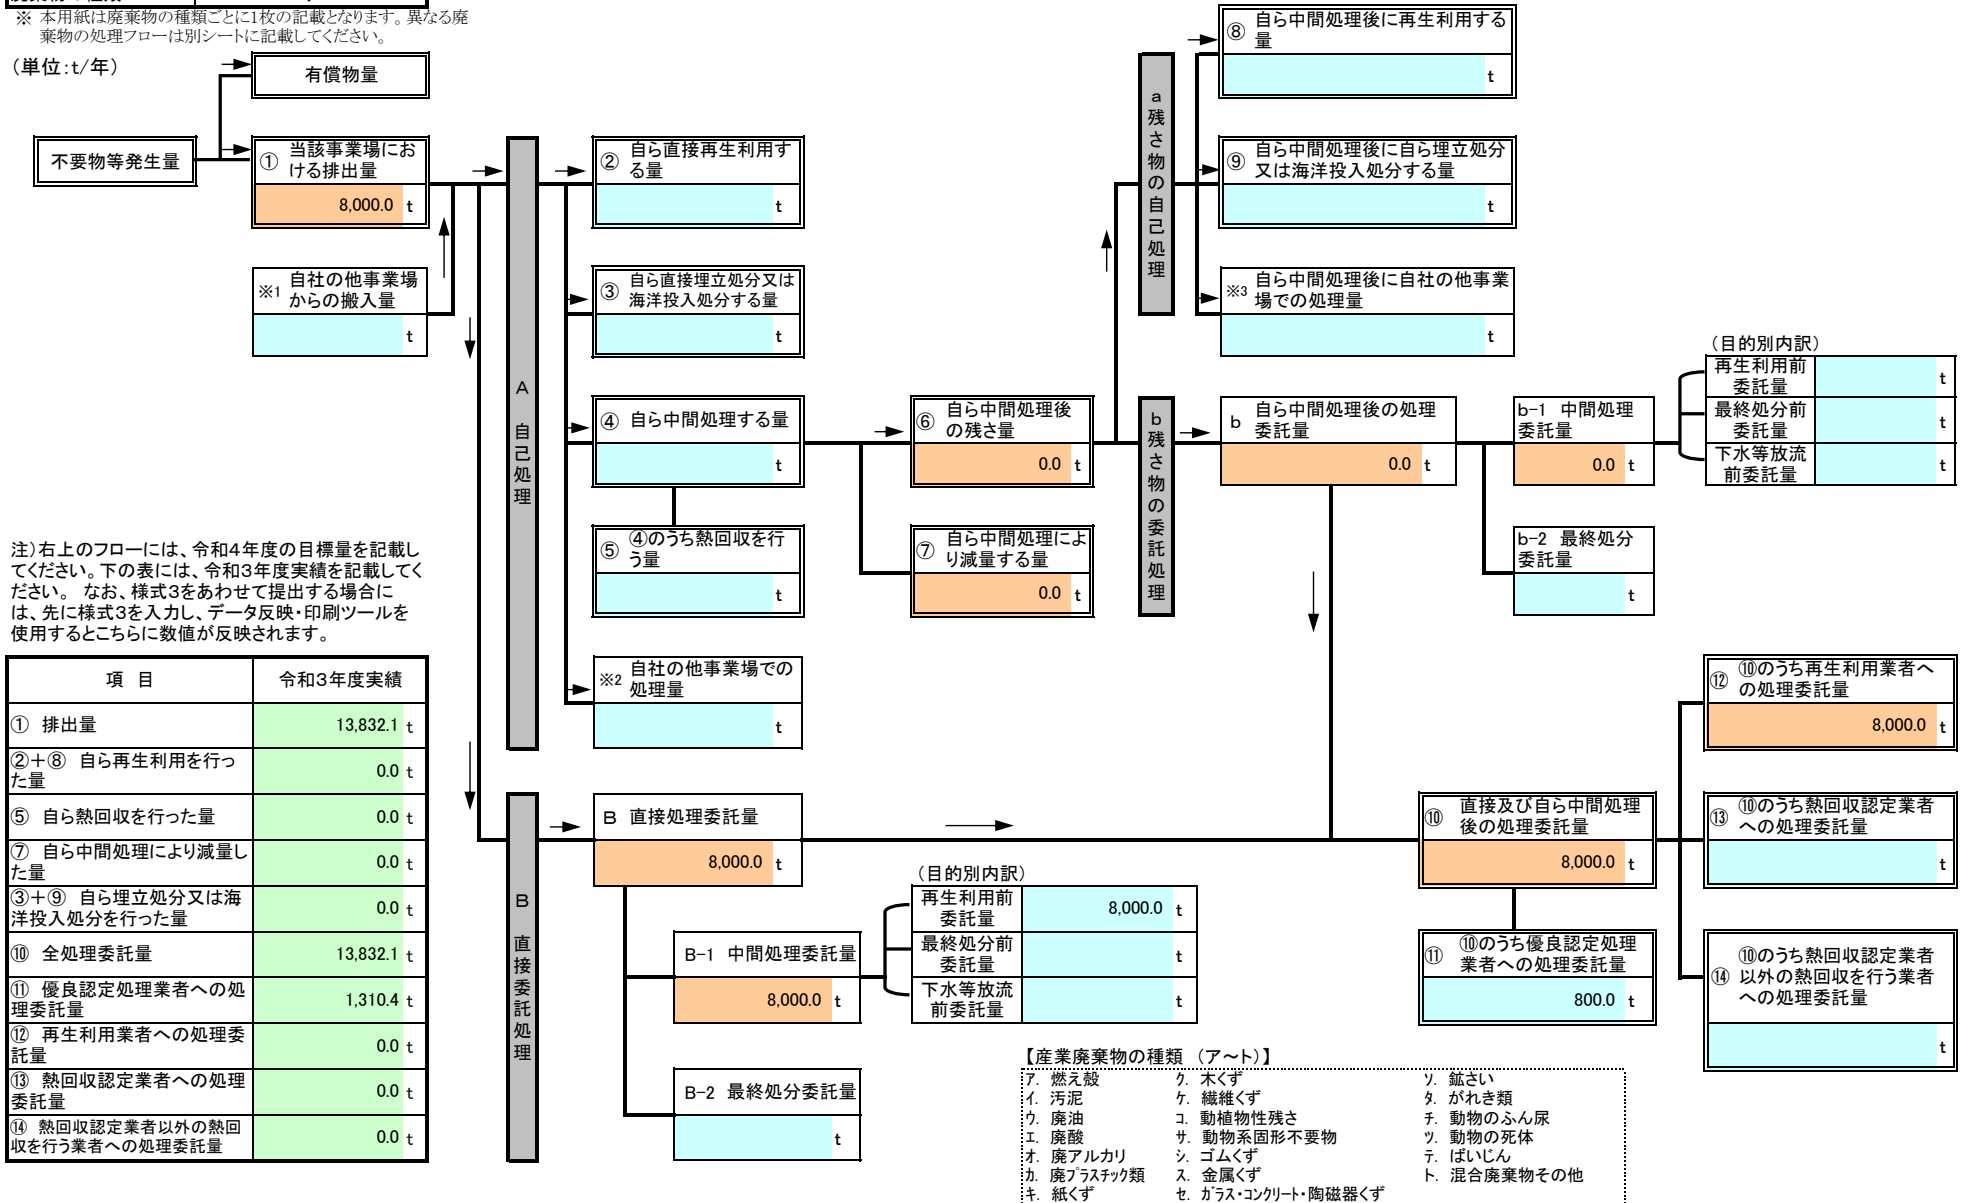 ※ 本用紙は廃棄物の種類ごとに1枚の記載となります。異なる廃
棄物の処理フローは別シートに記載してください。
(単位:t/年)
有償物量
不要物等発生量
① 当該事業場にお
ける排出量
8,000.0 t
※1 自社の他事業場
からの搬入量
t
A 自己処理
② 自ら直接再生利用す
る量
t
③ 自ら直接埋立処分又は
海洋投入処分する量
t
④ 自ら中間処理する量
t
⑤ ④のうち熱回収を行
う量
t
※2 自社の他事業場での
処理量
t
⑥ 自ら中間処理後
の残さ量
0.0 t
⑦ 自ら中間処理によ
り減量する量
0.0 t
a 残さ物の自己処理
⑧ 自ら中間処理後に再生利用する
量
t
⑨ 自ら中間処理後に自ら埋立処分
又は海洋投入処分する量
t
※3 自ら中間処理後に自社の他事業
場での処理量
t
b 残さ物の委託処理
b 自ら中間処理後の処理
委託量
0.0 t
b-1 中間処理
委託量
0.0 t
(目的別内訳)
再生利用前
委託量
t
最終処分前
委託量
t
下水等放流
前委託量
t
b-2 最終処分
委託量
t
注)右上のフローには、令和4年度の目標量を記載し
てください。下の表には、令和3年度実績を記載してく
ださい。 なお、様式3をあわせて提出する場合に
は、先に様式3を入力し、データ反映・印刷ツールを
使用するとこちらに数値が反映されます。
項 目 令和3年度実績
① 排出量 13,832.1 t
②+⑧ 自ら再生利用を行っ
た量 0.0 t
⑤ 自ら熱回収を行った量 0.0 t
⑦ 自ら中間処理により減量し
た量 0.0 t
③+⑨ 自ら埋立処分又は海
洋投入処分を行った量 0.0 t
⑩ 全処理委託量 13,832.1 t
⑪ 優良認定処理業者への処
理委託量 1,310.4 t
⑫ 再生利用業者への処理委
託量 0.0 t
⑬ 熱回収認定業者への処理
委託量 0.0 t
⑭ 熱回収認定業者以外の熱回
収を行う業者への処理委託量 0.0 t
B 直接委託処理
B 直接処理委託量
8,000.0 t
B-1 中間処理委託量
8,000.0 t
B-2 最終処分委託量
t
(目的別内訳)
再生利用前
委託量
8,000.0 t
最終処分前
委託量
t
下水等放流
前委託量
t
⑩ 直接及び自ら中間処理
後の処理委託量
8,000.0 t
⑪ ⑩のうち優良認定処理
業者への処理委託量
800.0 t
⑫ ⑩のうち再生利用業者へ
の処理委託量
8,000.0 t
⑬ ⑩のうち熱回収認定業者
への処理委託量
t
⑭ ⑩のうち熱回収認定業者
以外の熱回収を行う業者
への処理委託量
t
【産業廃棄物の種類 (ア~ト)】
ア. 燃え殻 ク. 木くず ソ. 鉱さい
イ. 汚泥 ケ. 繊維くず タ. がれき類
ウ. 廃油 コ. 動植物性残さ チ. 動物のふん尿
エ. 廃酸 サ. 動物系固形不要物 ツ. 動物の死体
オ. 廃アルカリ シ. ゴムくず テ. ばいじん
カ. 廃プラスチック類 ス. 金属くず ト. 混合廃棄物その他
キ. 紙くず セ. ガラス・コンクリート・陶磁器くず